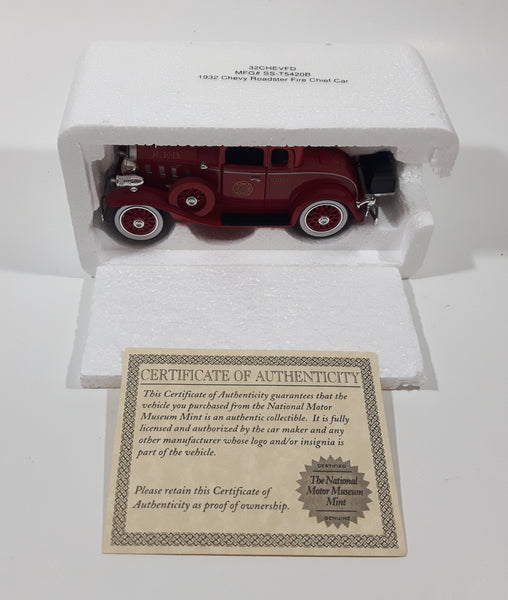 32CHEVFD
MFG# SS-T5420B
1932 Chevy Roadster Fire Chief Car
CERTIFICATE OF AUTHENTICITY
This Certificate of Authenticity guarantees that the
vehicle you purchased from the National Motor
Museum Mint is an authentic collectible. It is fully
licensed and authorized by the car maker and any
other manufacturer whose logo and/or insignia is
part of the vehicle.
Please retain this Certificate of
Authenticity as proof of ownership.
CERTIFIED
The National
Motor Museum
Mint
GENUINE